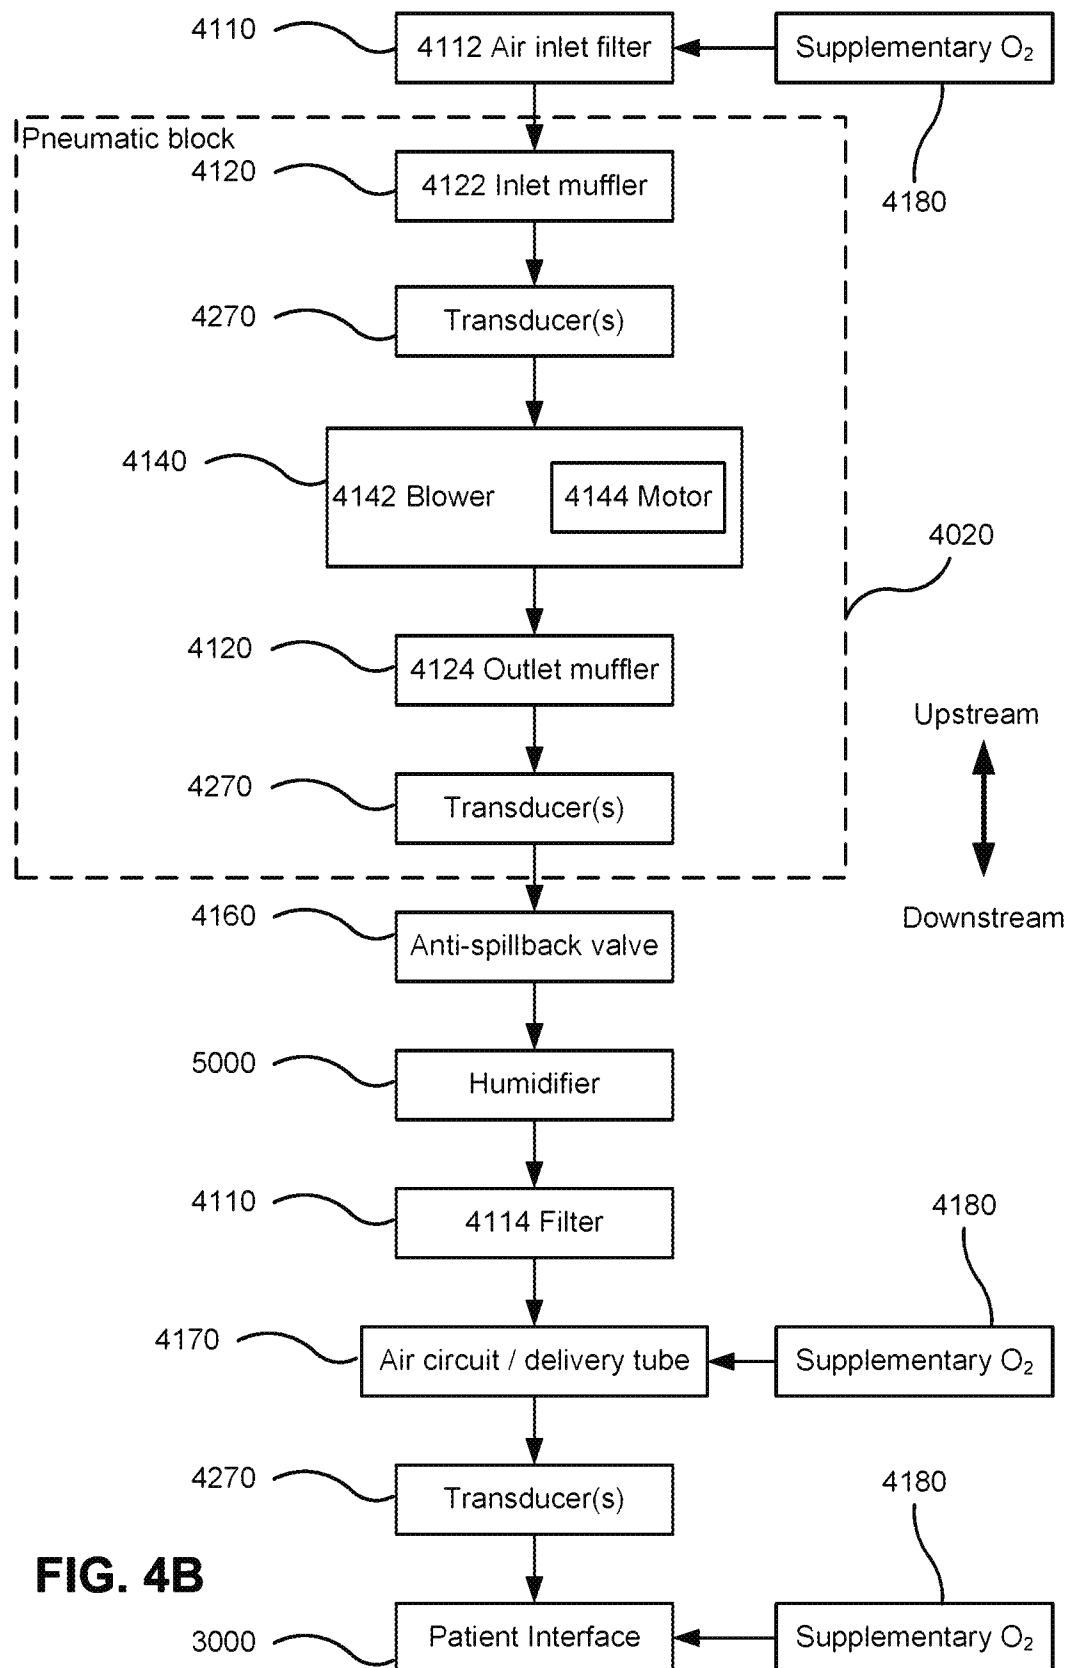 4110
4112 Air inlet filter
Supplementary O₂
Pneumatic block
4120
4122 Inlet muffler
4180
4270
Transducer(s)
4140
4142 Blower
4144 Motor
4020
4120
4124 Outlet muffler
Upstream
4270
Transducer(s)
4160
Anti-spillback valve
Downstream
5000
Humidifier
4110
4114 Filter
4180
4170
Air circuit / delivery tube
Supplementary O₂
4270
Transducer(s)
4180
FIG. 4B
3000
Patient Interface
Supplementary O₂